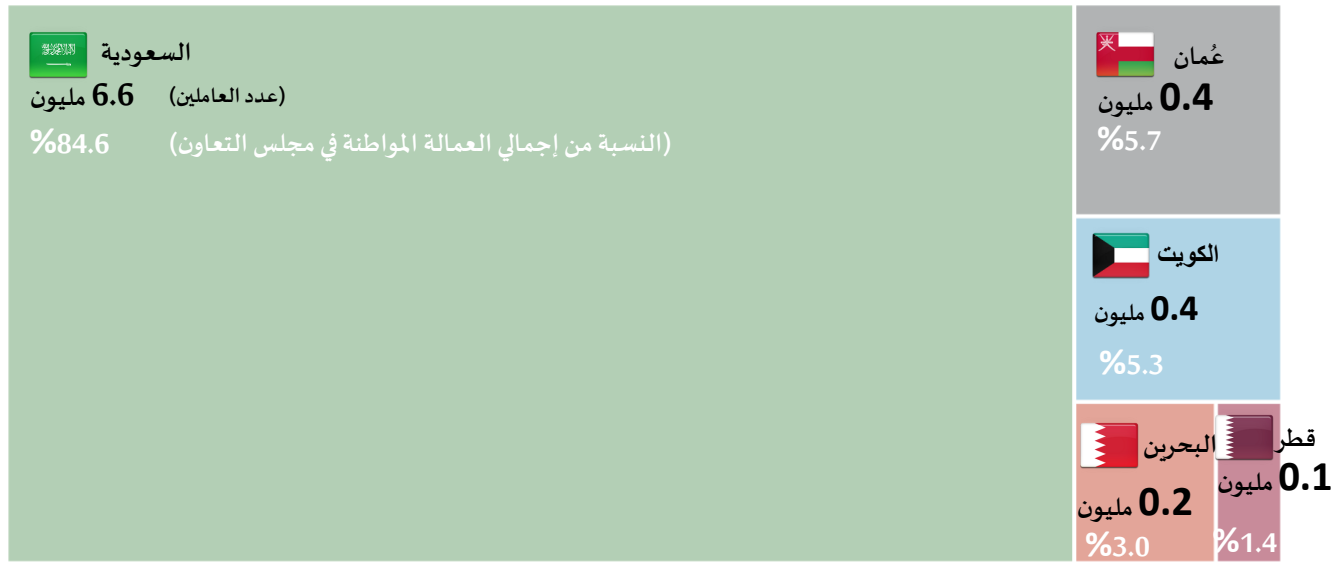 السعودية
(عدد العاملين) 6.6 مليون
(النسبة من إجمالي العمالة المواطنة في مجلس التعاون) %84.6
عُمان
0.4 مليون
%5.7
الكويت
0.4 مليون
%5.3
البحرين
0.2 مليون
%3.0
قطر
0.1 مليون
%1.4